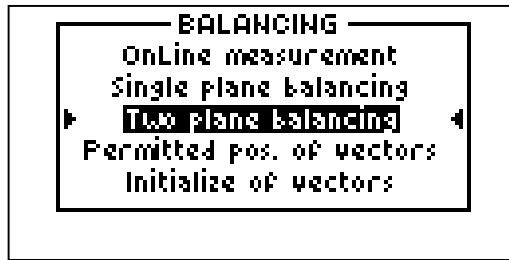 BALANCING
OnLine measurement
Single plane balancing
Two plane balancing
Permitted pos. of vectors
Initialize of vectors